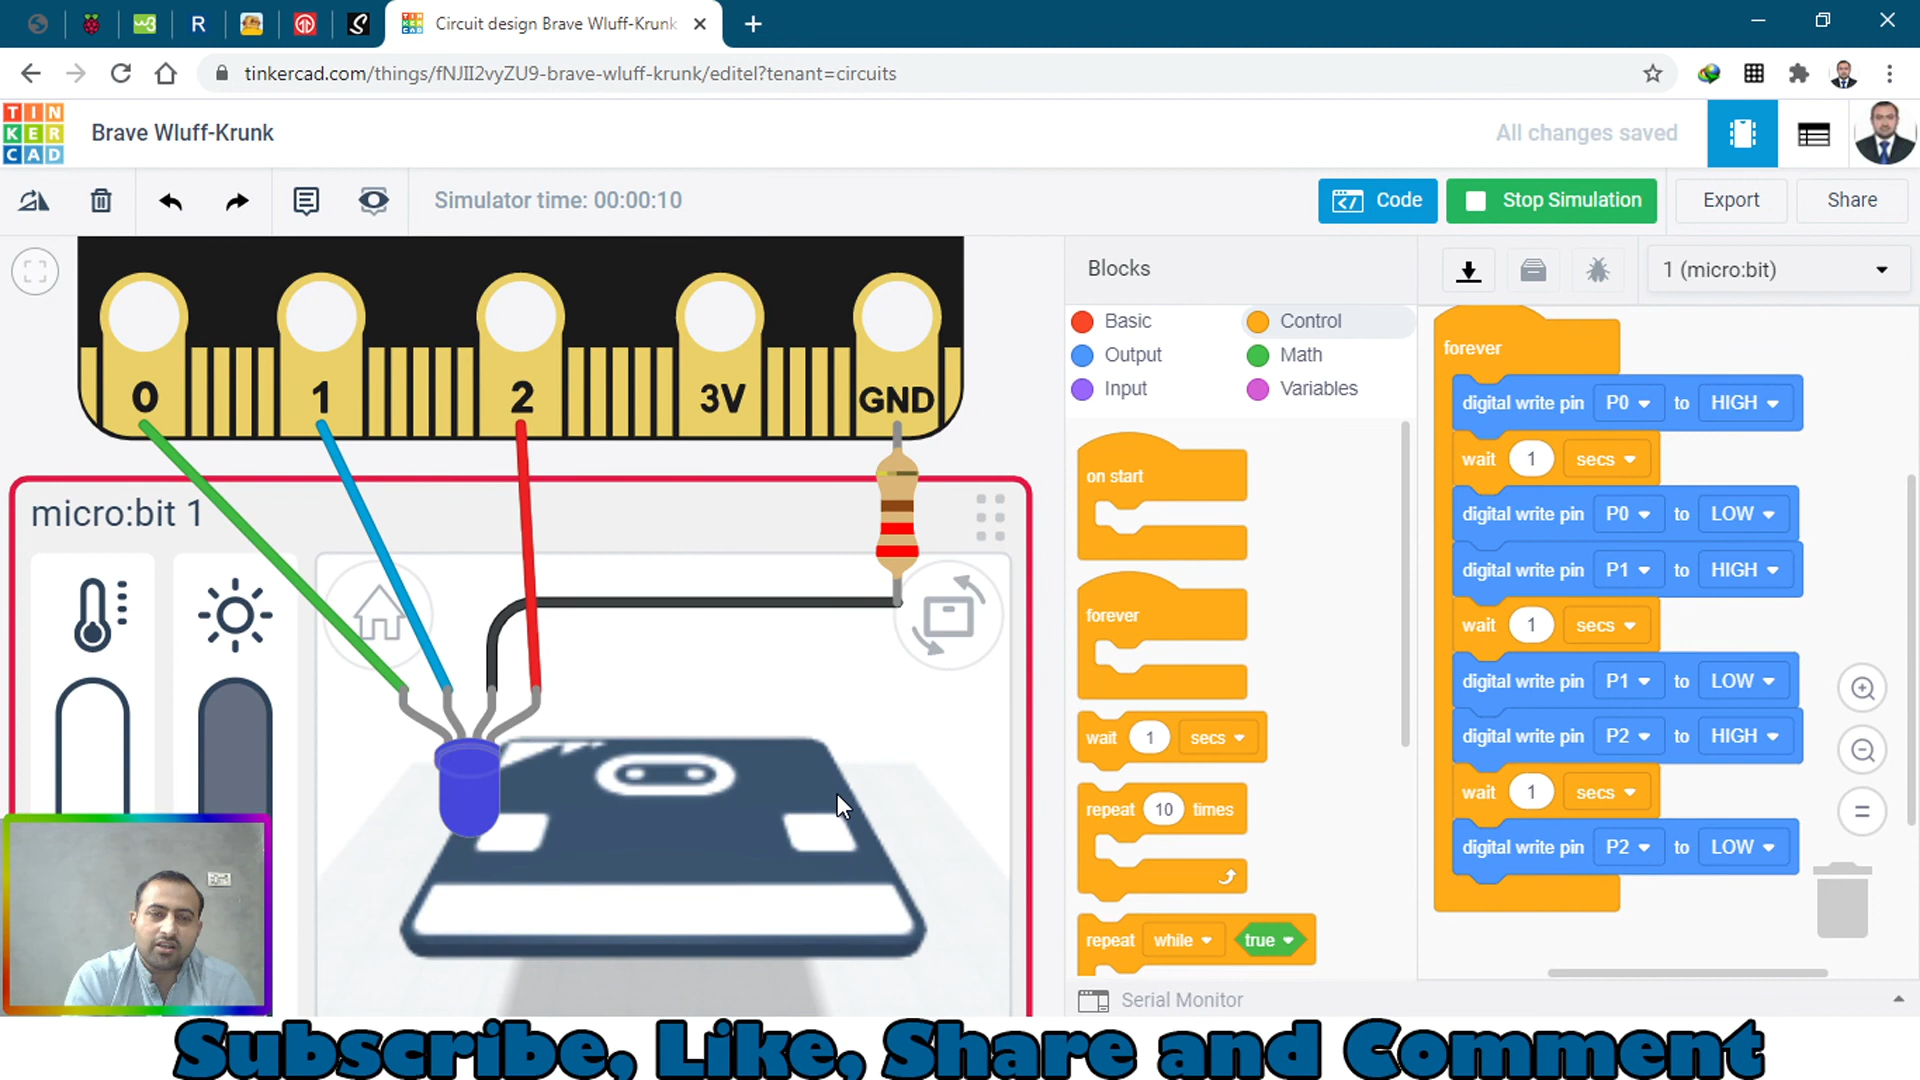 Circuit design Brave Wluff-Krunk
tinkercad.com/things/fNJII2vyZU9-brave-wluff-krunk/editel?tenant=circuits
TIN
KER
CAD
Brave Wluff-Krunk
All changes saved
Simulator time: 00:00:10
Code
Stop Simulation
Export
Share
0
1
2
3V
GND
micro:bit 1
Blocks
1 (micro:bit)
Basic
Control
Output
Math
Input
Variables
on start
forever
wait 1 secs
repeat 10 times
repeat while true
forever
digital write pin P0 to HIGH
wait 1 secs
digital write pin P0 to LOW
digital write pin P1 to HIGH
wait 1 secs
digital write pin P1 to LOW
digital write pin P2 to HIGH
wait 1 secs
digital write pin P2 to LOW
Serial Monitor
Subscribe, Like, Share and Comment